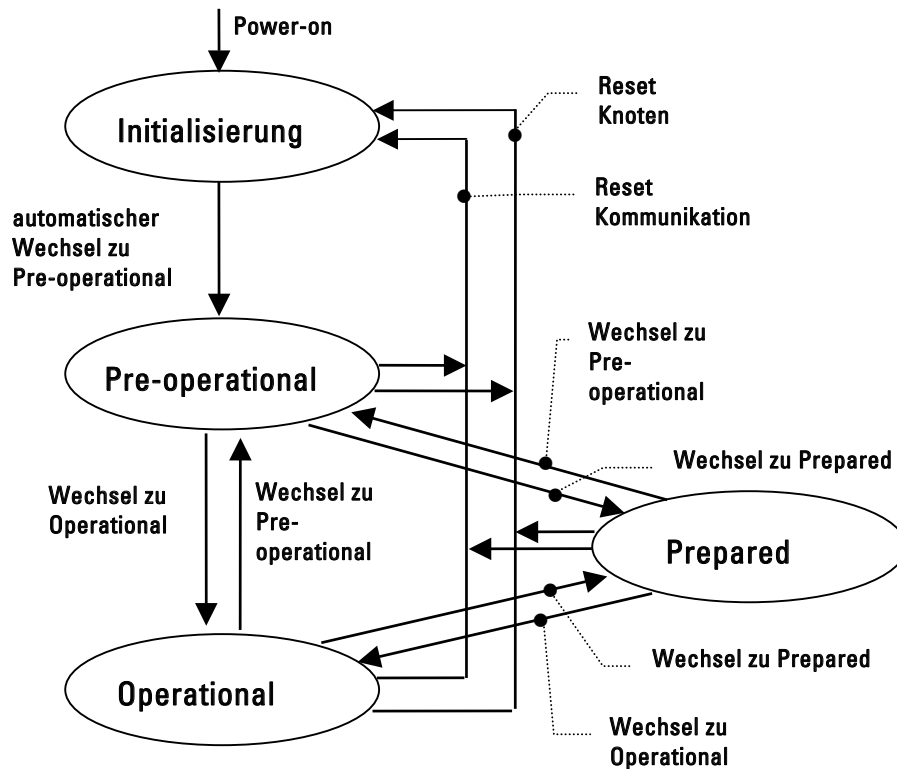 Power-on
Reset
Knoten
Initialisierung
Reset
Kommunikation
automatischer
Wechsel zu
Pre-operational
Wechsel zu
Pre-
operational
Pre-operational
Wechsel zu Prepared
Wechsel zu
Operational
Wechsel zu
Pre-
operational
Prepared
Wechsel zu Prepared
Operational
Wechsel zu
Operational